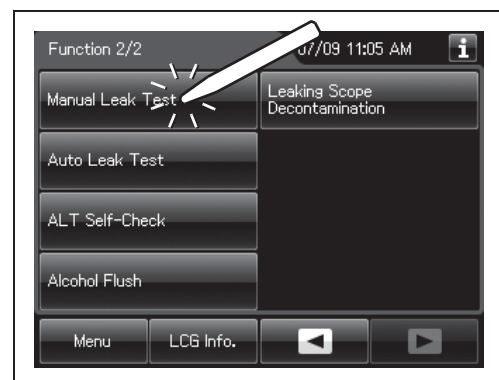 Function 2/2
07/09 11:05 AM
i
Manual Leak Test
Leaking Scope
Decontamination
Auto Leak Test
ALT Self-Check
Alcohol Flush
Menu
LCG Info.